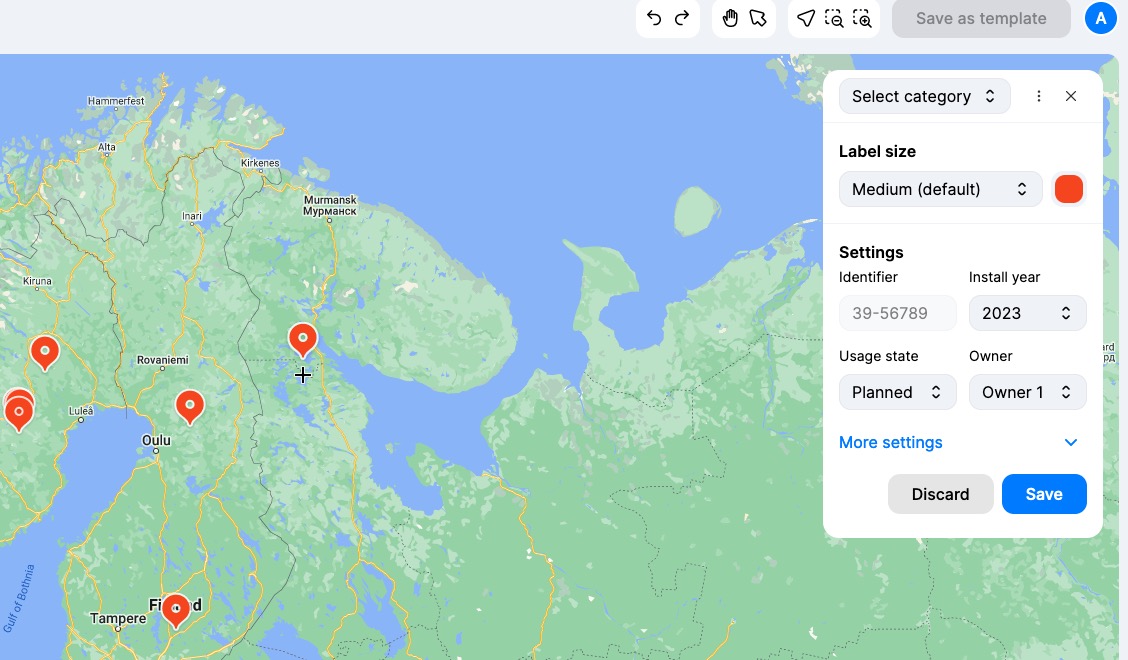 Save as template
A
Select category
Label size
Medium (default)
Settings
Identifier
Install year
39-56789
2023
Usage state
Owner
Planned
Owner 1
More settings
Discard
Save
Hammerfest
Alta
Kirkenes
Murmansk
Мурманск
Inari
Kiruna
Rovaniemi
Luleå
Oulu
Gulf of Bothnia
Tampere